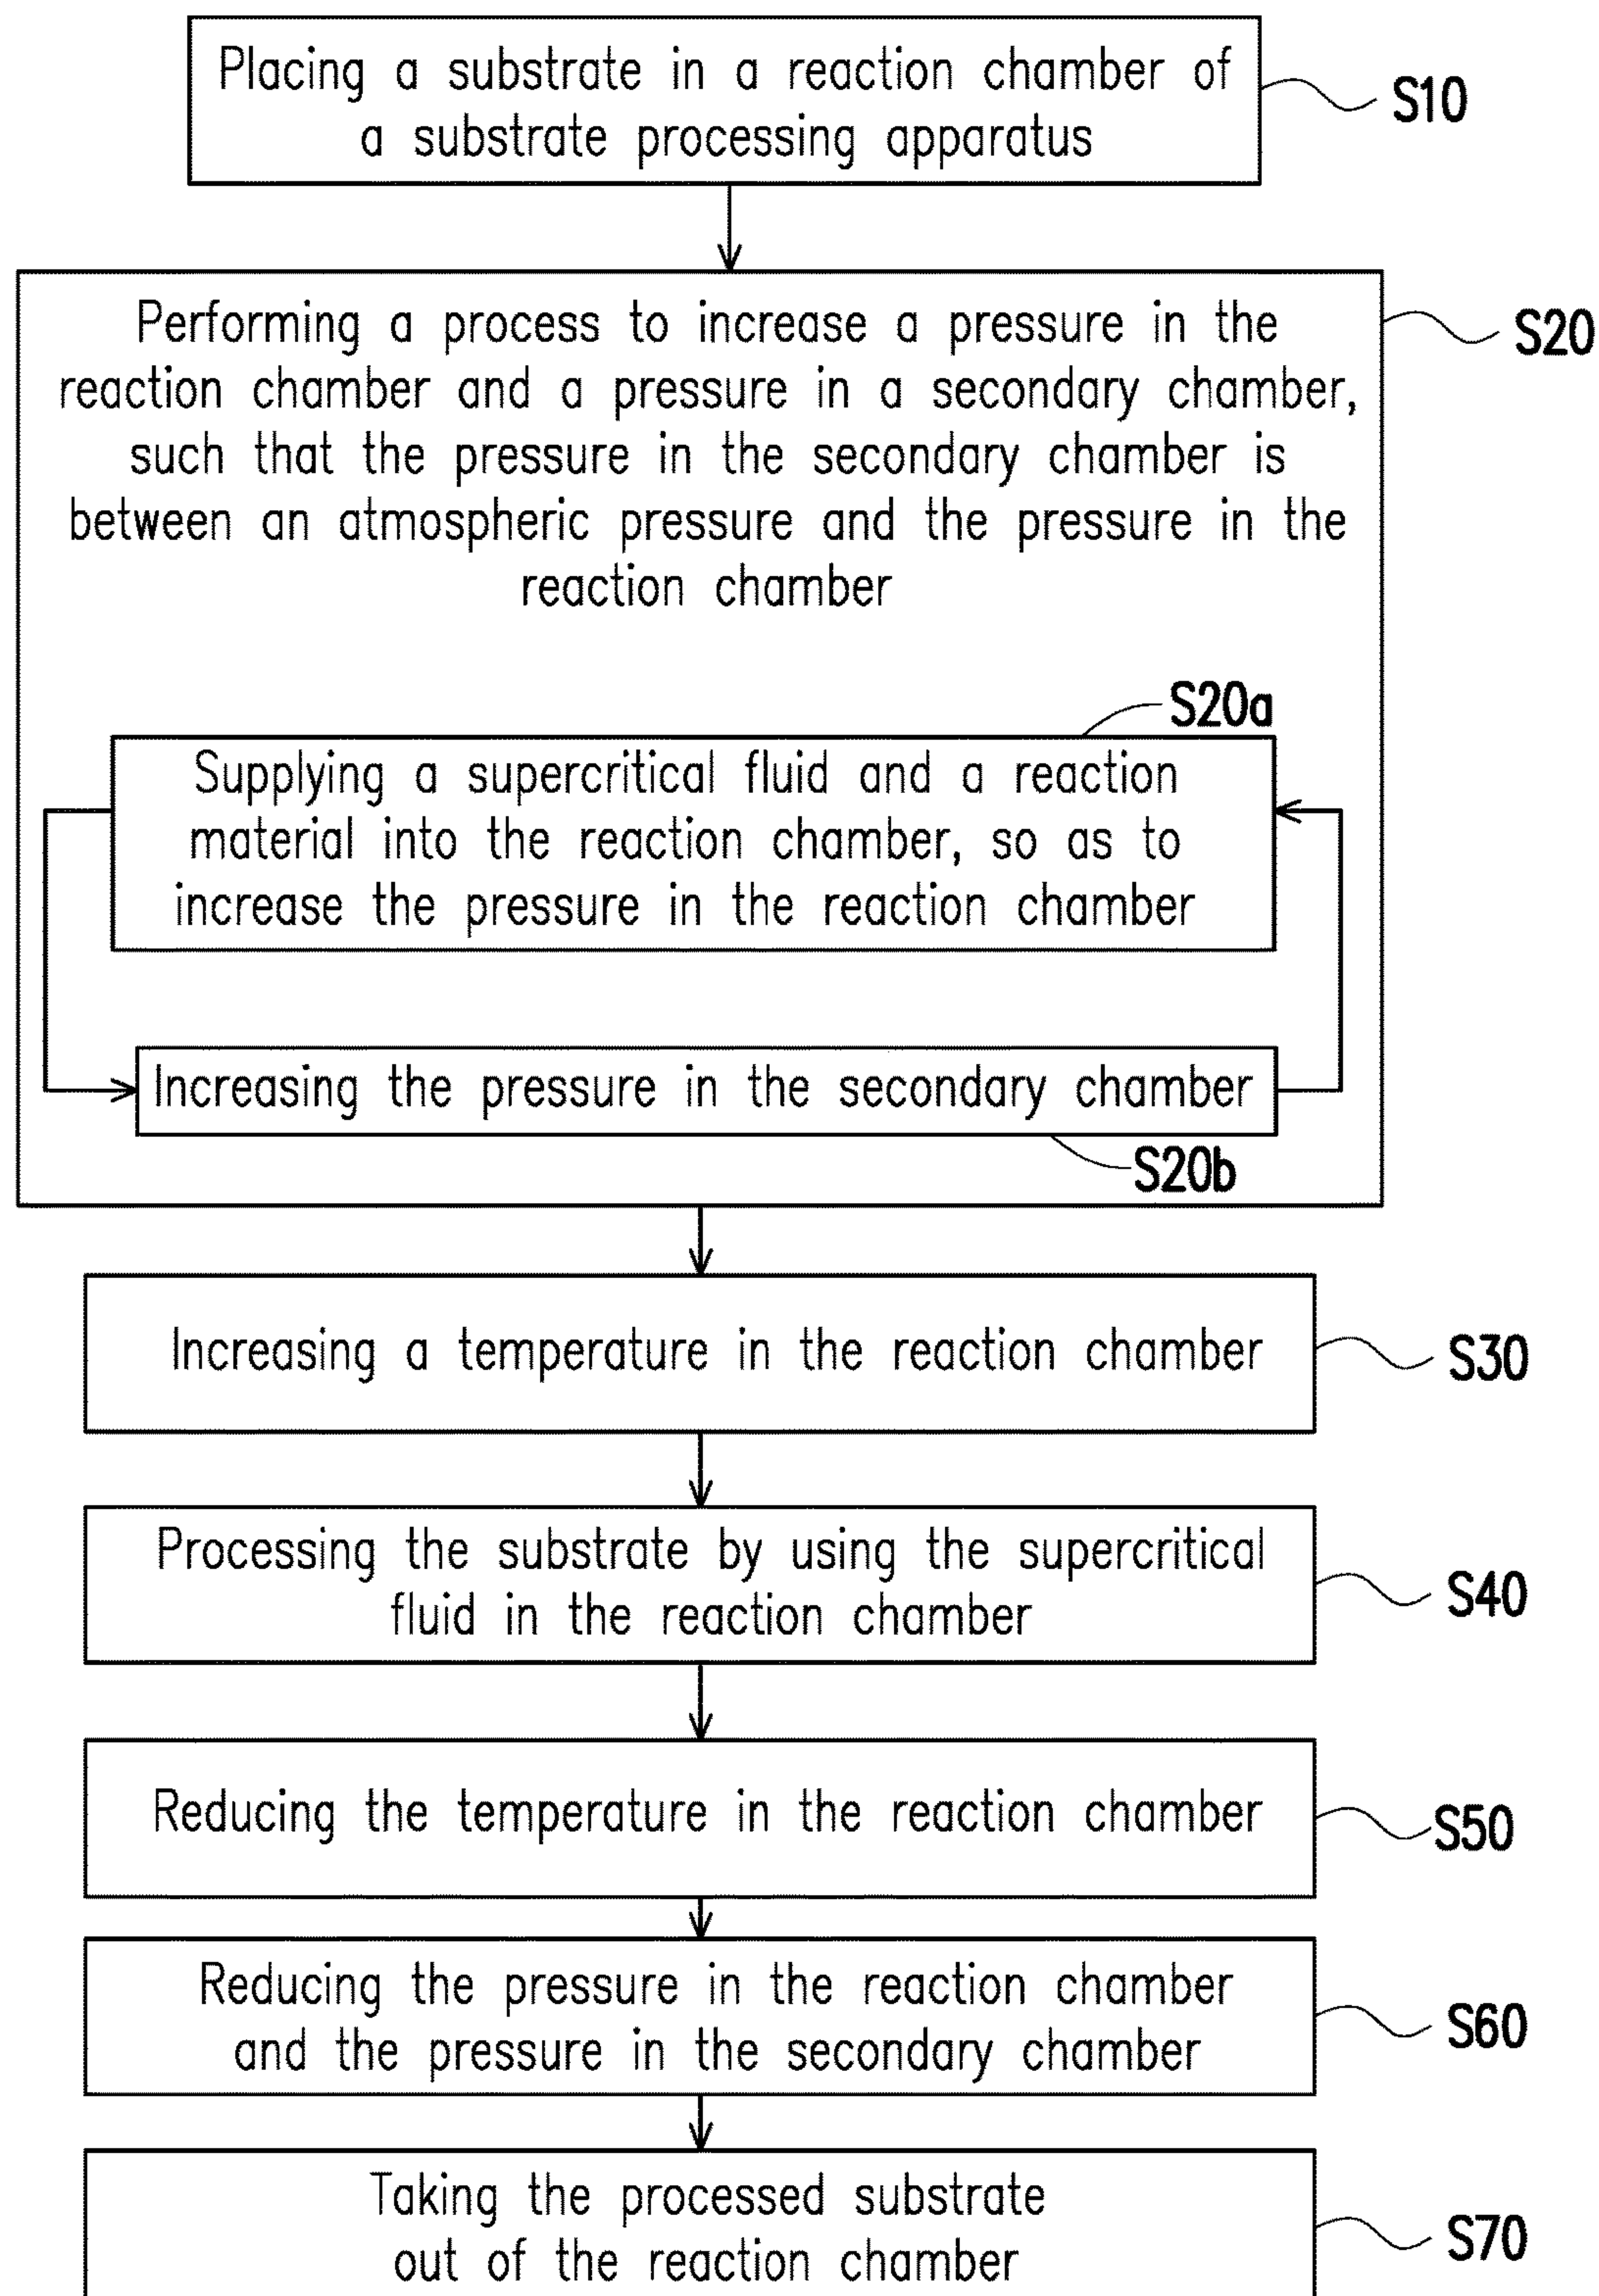 Placing a substrate in a reaction chamber of
a substrate processing apparatus
S10
Performing a process to increase a pressure in the
reaction chamber and a pressure in a secondary chamber,
such that the pressure in the secondary chamber is
between an atmospheric pressure and the pressure in the
reaction chamber
S20
S20a
Supplying a supercritical fluid and a reaction
material into the reaction chamber, so as to
increase the pressure in the reaction chamber
Increasing the pressure in the secondary chamber
S20b
Increasing a temperature in the reaction chamber
S30
Processing the substrate by using the supercritical
fluid in the reaction chamber
S40
Reducing the temperature in the reaction chamber
S50
Reducing the pressure in the reaction chamber
and the pressure in the secondary chamber
S60
Taking the processed substrate
out of the reaction chamber
S70